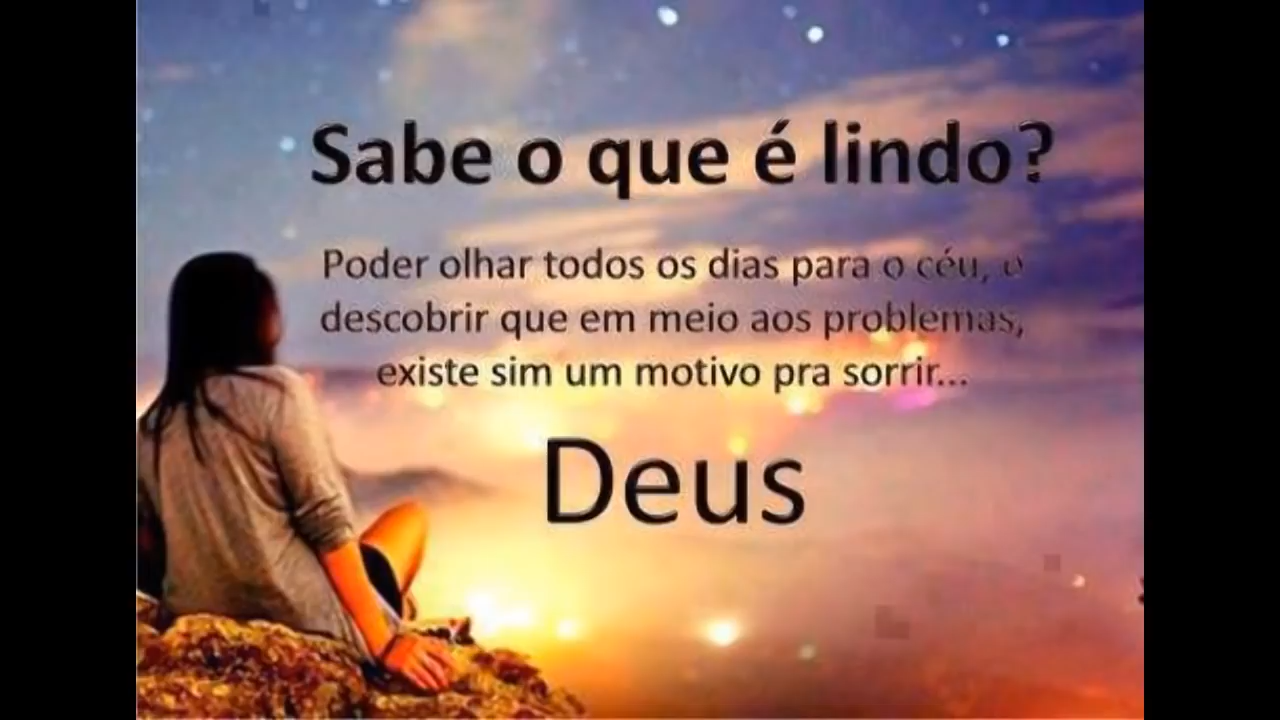 Sabe o que é lindo?
Poder olhar todos os dias para o céu, e
descobrir que em meio aos problemas,
existe sim um motivo pra sorrir...
Deus